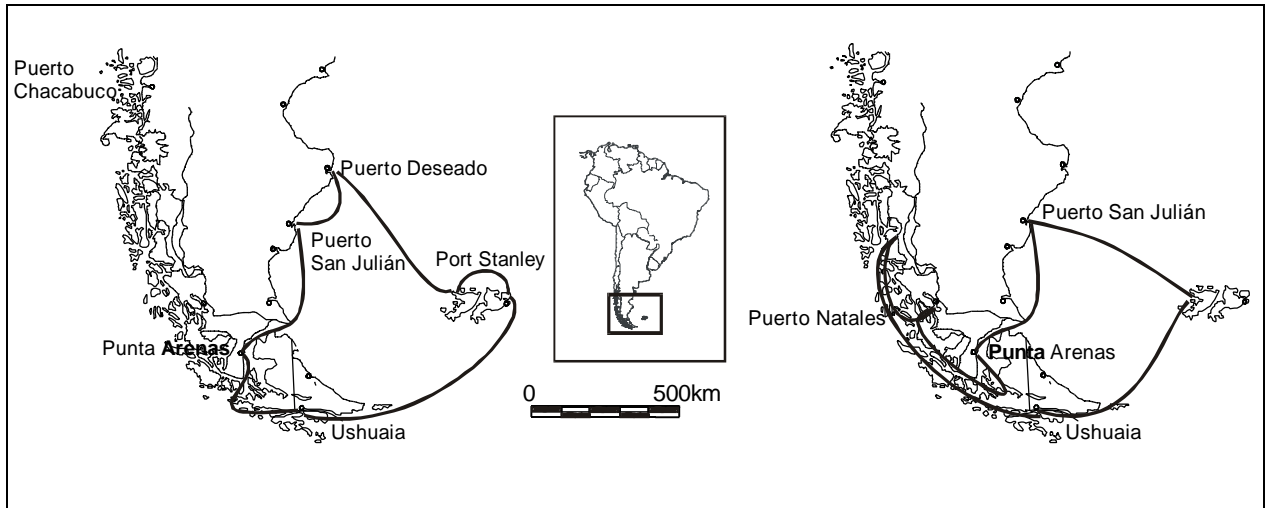 Puerto
Chacabuco
Puerto Deseado
Puerto
San Julián
Port Stanley
Punta Arenas
Ushuaia
0 500km
Puerto San Julián
Puerto Natales
Punta Arenas
Ushuaia